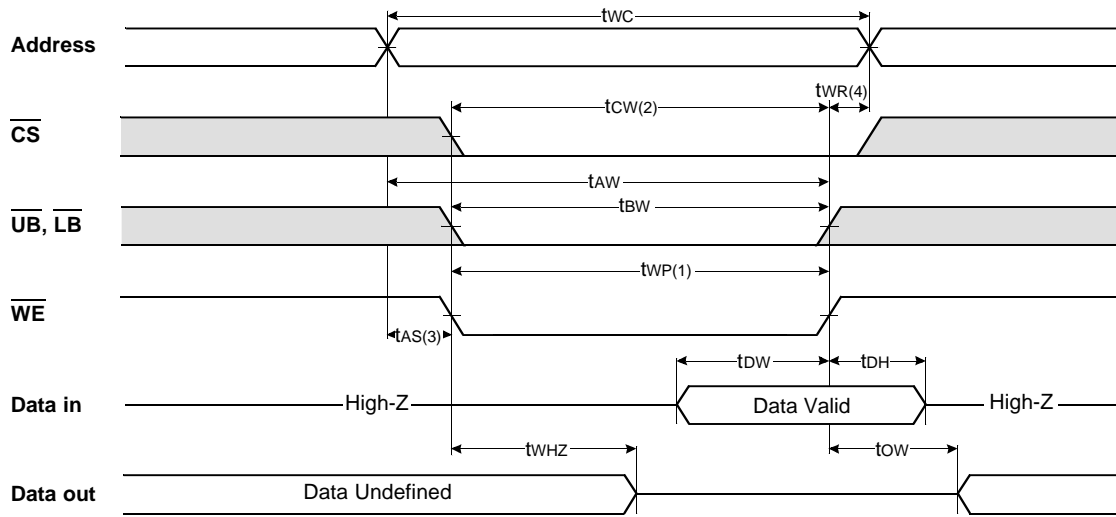 tWC
Address
tCW(2)
tWR(4)
CS
tAW
tBW
UB, LB
tWP(1)
WE
tAS(3)
tDW
tDH
Data in
High-Z
Data Valid
High-Z
tWHZ
tOW
Data out
Data Undefined